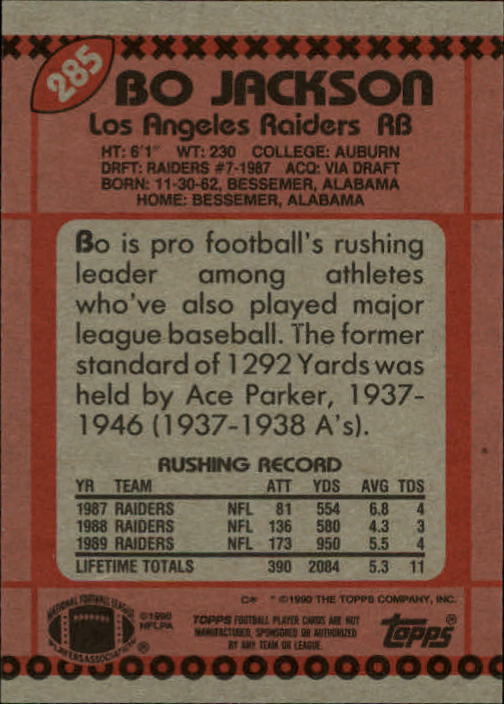 285
BO JACKSON
Los Angeles Raiders RB
HT: 6'1" WT: 230 COLLEGE: AUBURN
DRFT: RAIDERS #7-1987 ACQ: VIA DRAFT
BORN: 11-30-62, BESSEMER, ALABAMA
HOME: BESSEMER, ALABAMA
Bo is pro football's rushing
leader among athletes
who've also played major
league baseball. The former
standard of 1292 Yards was
held by Ace Parker, 1937-
1946 (1937-1938 A's).
RUSHING RECORD
YR TEAM ATT YDS AVG TDS
1987 RAIDERS NFL 81 554 6.8 4
1988 RAIDERS NFL 136 580 4.3 3
1989 RAIDERS NFL 173 950 5.5 4
LIFETIME TOTALS 390 2084 5.3 11
C* * ©1990 THE TOPPS COMPANY, INC.
NATIONAL FOOTBALL LEAGUE
PLAYERS ASSOCIATION ®
©1990
NFLPA
TOPPS FOOTBALL PLAYER CARDS ARE NOT
MANUFACTURED, SPONSORED OR AUTHORIZED
BY ANY TEAM OR LEAGUE.
Topps®